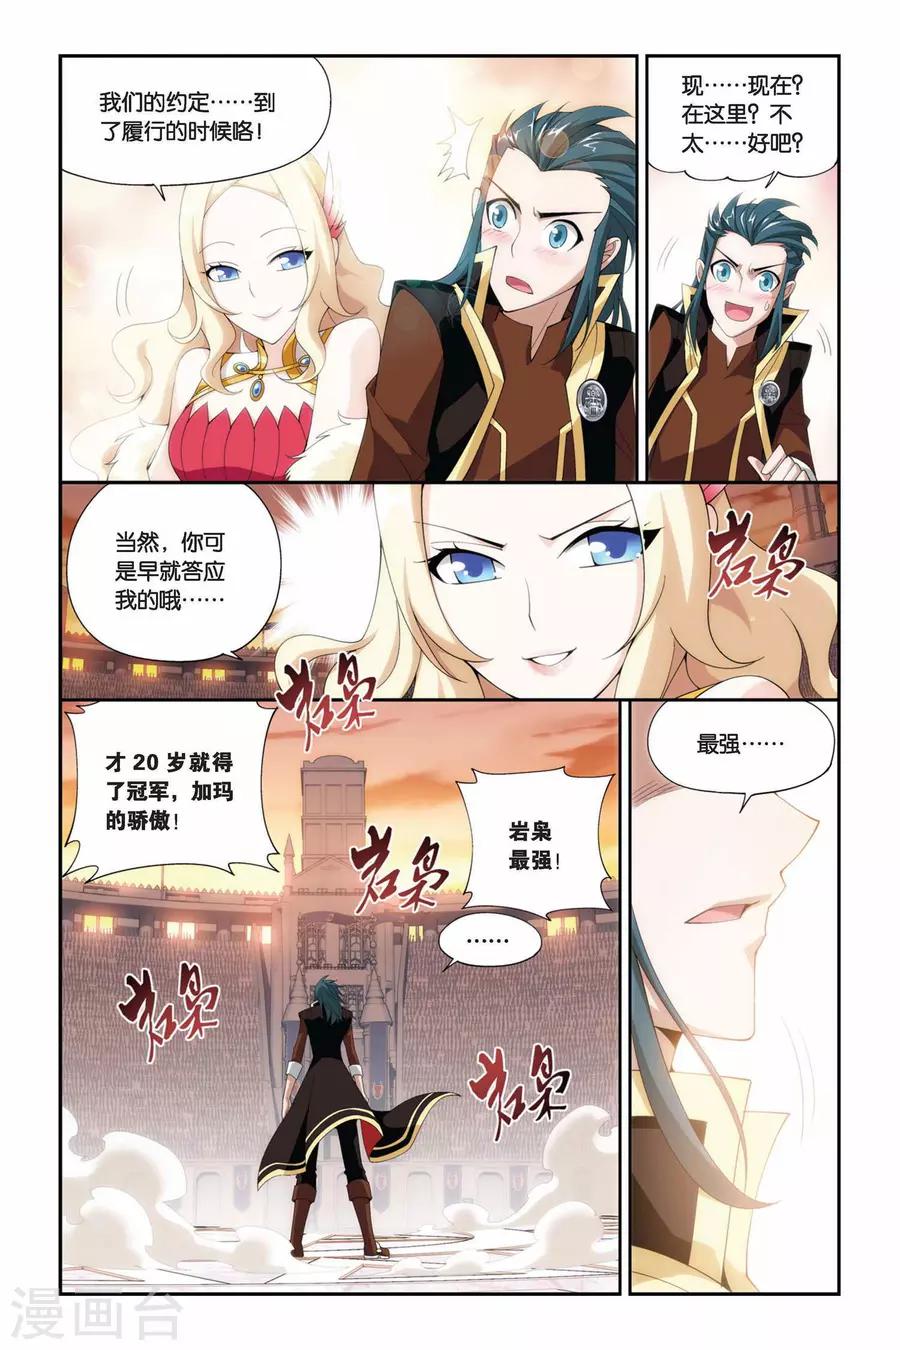 我们的约定……到
了履行的时候咯！
现……现在？
在这里？不
太……好吧？
当然，你可
是早就答应
我的哦……
岩枭
岩枭
才20岁就得
了冠军，加玛
的骄傲！
岩枭
最强！
岩枭
……
岩枭
岩枭
最强……
漫画台